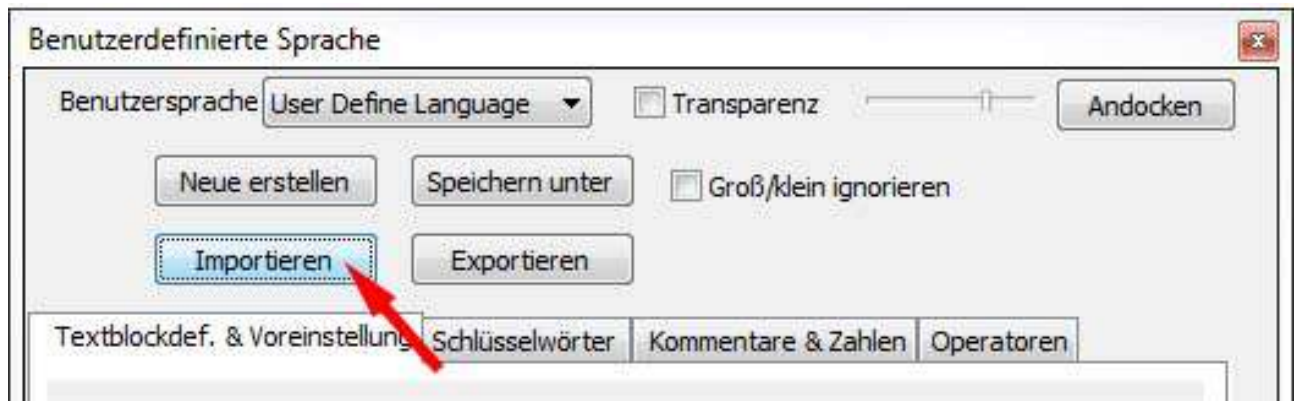 Benutzerdefinierte Sprache
Benutzersprache User Define Language Transparenz Andocken
Neue erstellen Speichern unter Groß/klein ignorieren
Importieren Exportieren
Textblockdef. & Voreinstellung Schlüsselwörter Kommentare & Zahlen Operatoren